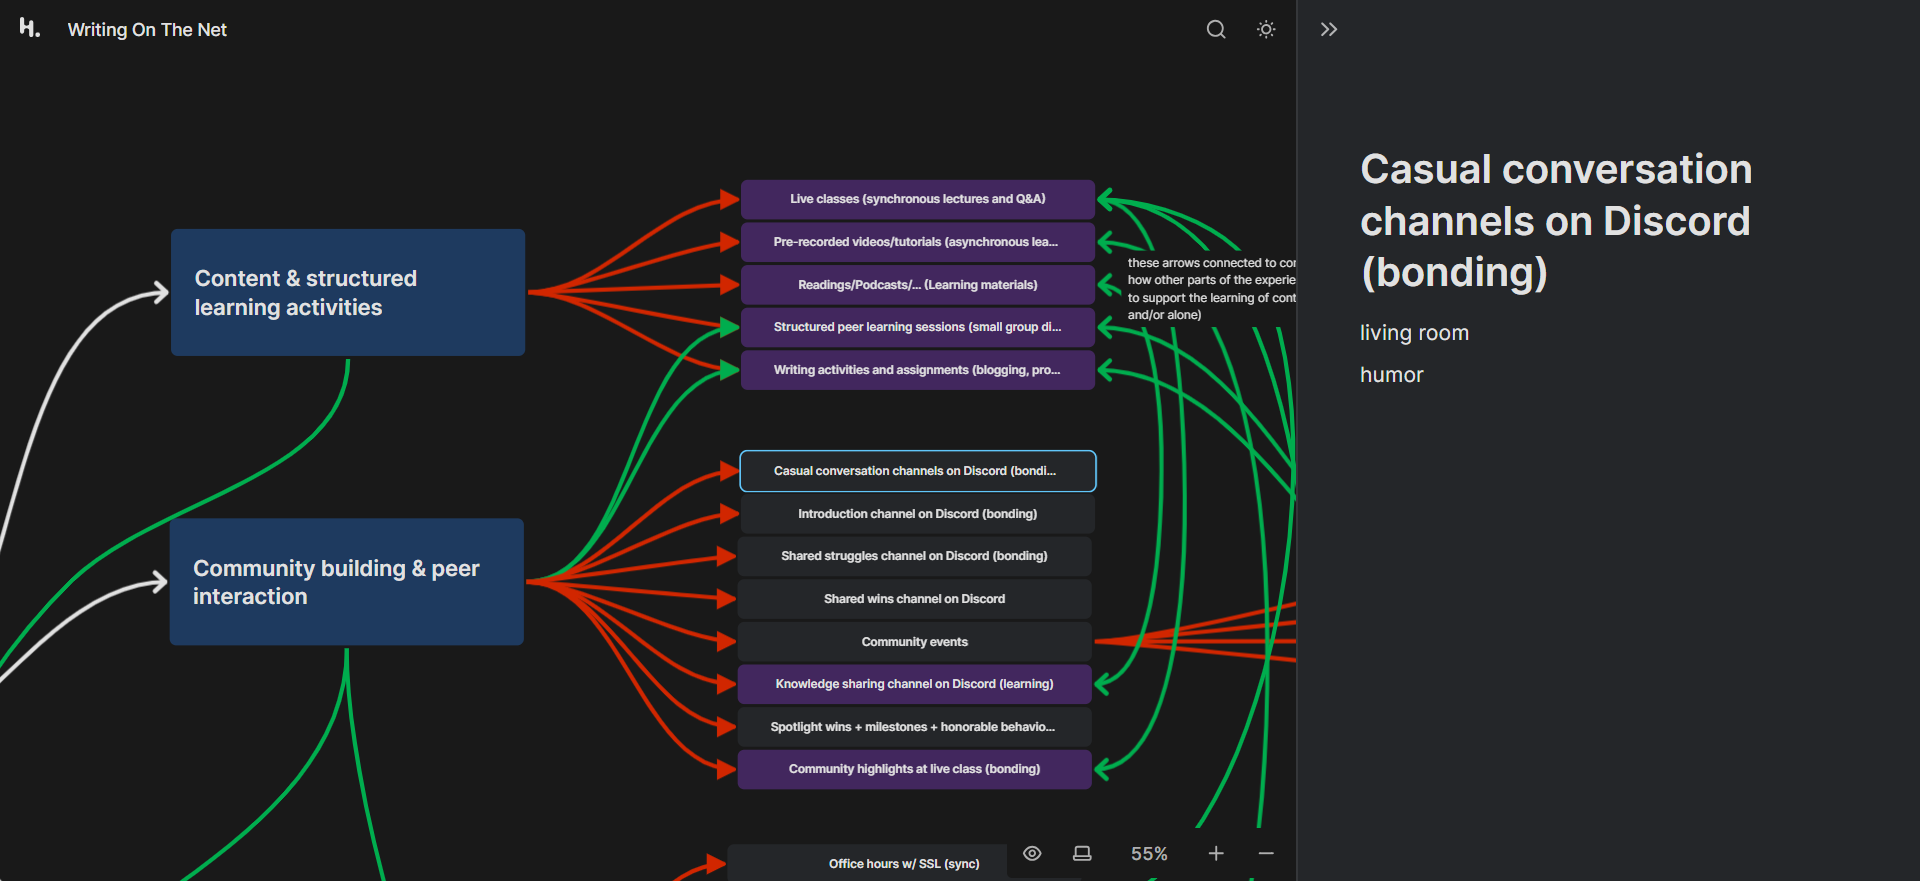 H.
Writing On The Net
Content & structured
learning activities
Live classes (synchronous lectures and Q&A)
Pre-recorded videos/tutorials (asynchronous lea...
Readings/Podcasts/... (Learning materials)
Structured peer learning sessions (small group di...
Writing activities and assignments (blogging, pro...
these arrows connected to con
how other parts of the experie
to support the learning of cont
and/or alone)
Community building & peer
interaction
Casual conversation channels on Discord (bondi...
Introduction channel on Discord (bonding)
Shared struggles channel on Discord (bonding)
Shared wins channel on Discord
Community events
Knowledge sharing channel on Discord (learning)
Spotlight wins + milestones + honorable behavio...
Community highlights at live class (bonding)
Office hours w/ SSL (sync)
55%
Casual conversation
channels on Discord
(bonding)
living room
humor